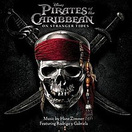 Disney
PIRATES of the
CARIBBEAN
ON STRANGER TIDES
Music by Hans Zimmer
Featuring Rodrigo y Gabriela